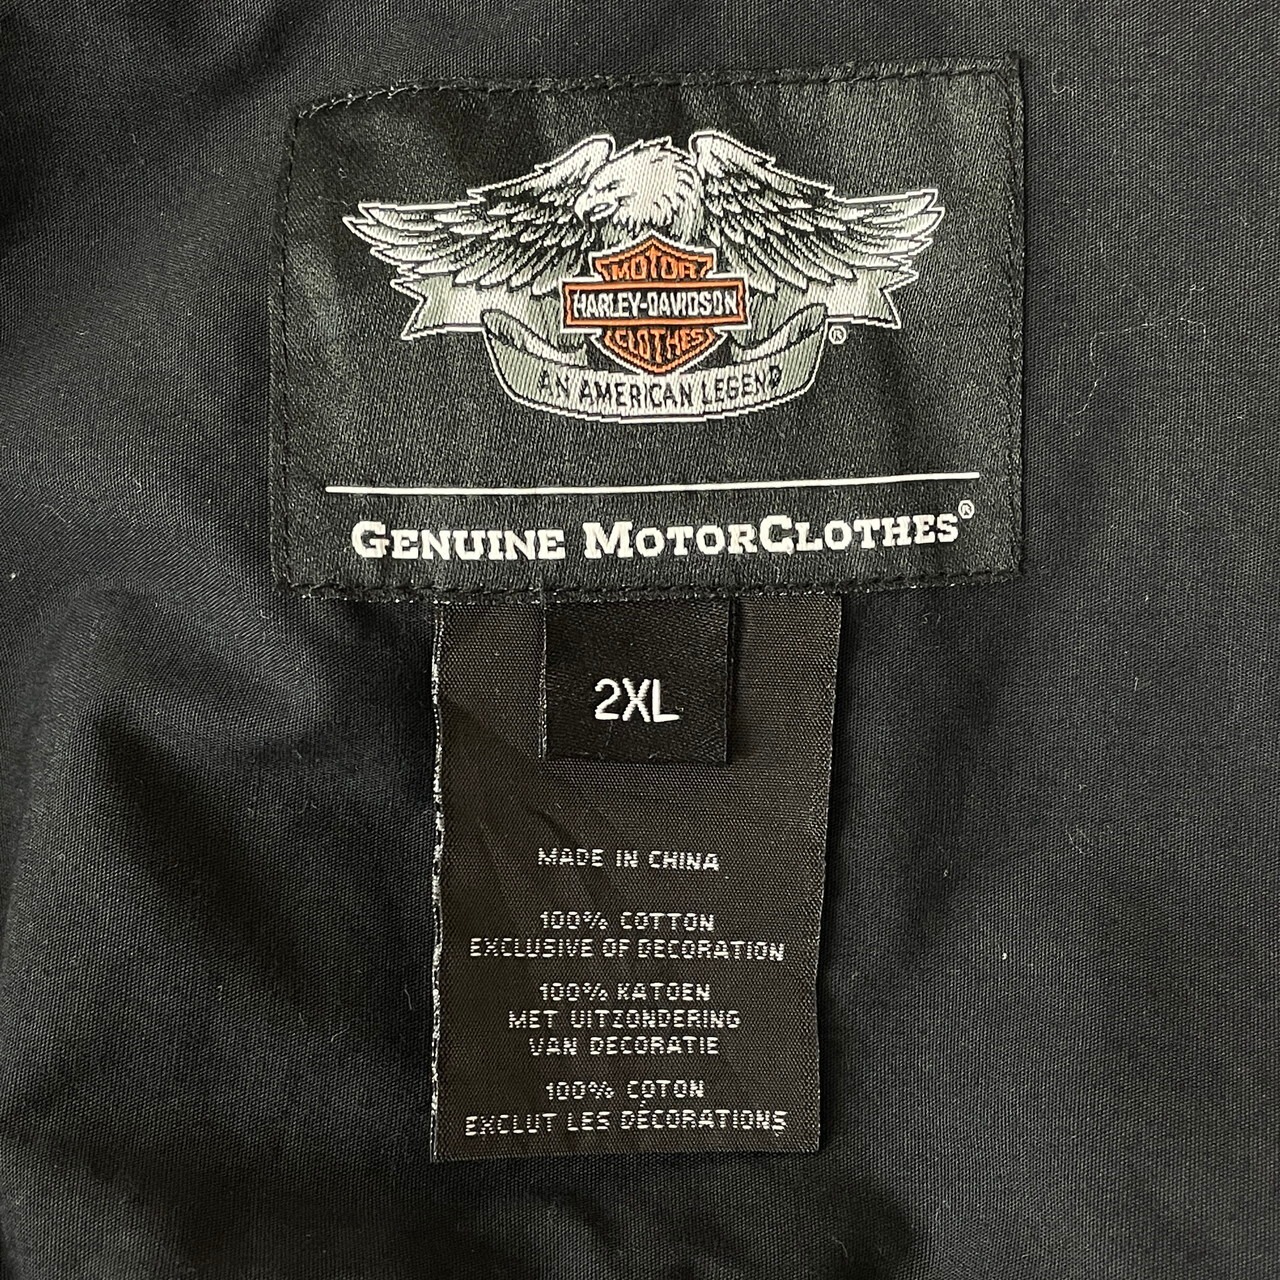 MOTOR
HARLEY-DAVIDSON
CLOTHES
®
AN AMERICAN LEGEND
GENUINE MOTORCLOTHES®
2XL
MADE IN CHINA
100% COTTON
EXCLUSIVE OF DECORATION
100% KATOEN
MET UITZONDERING
VAN DECORATIE
100% COTON
EXCLUT LES DÉCORATIONS